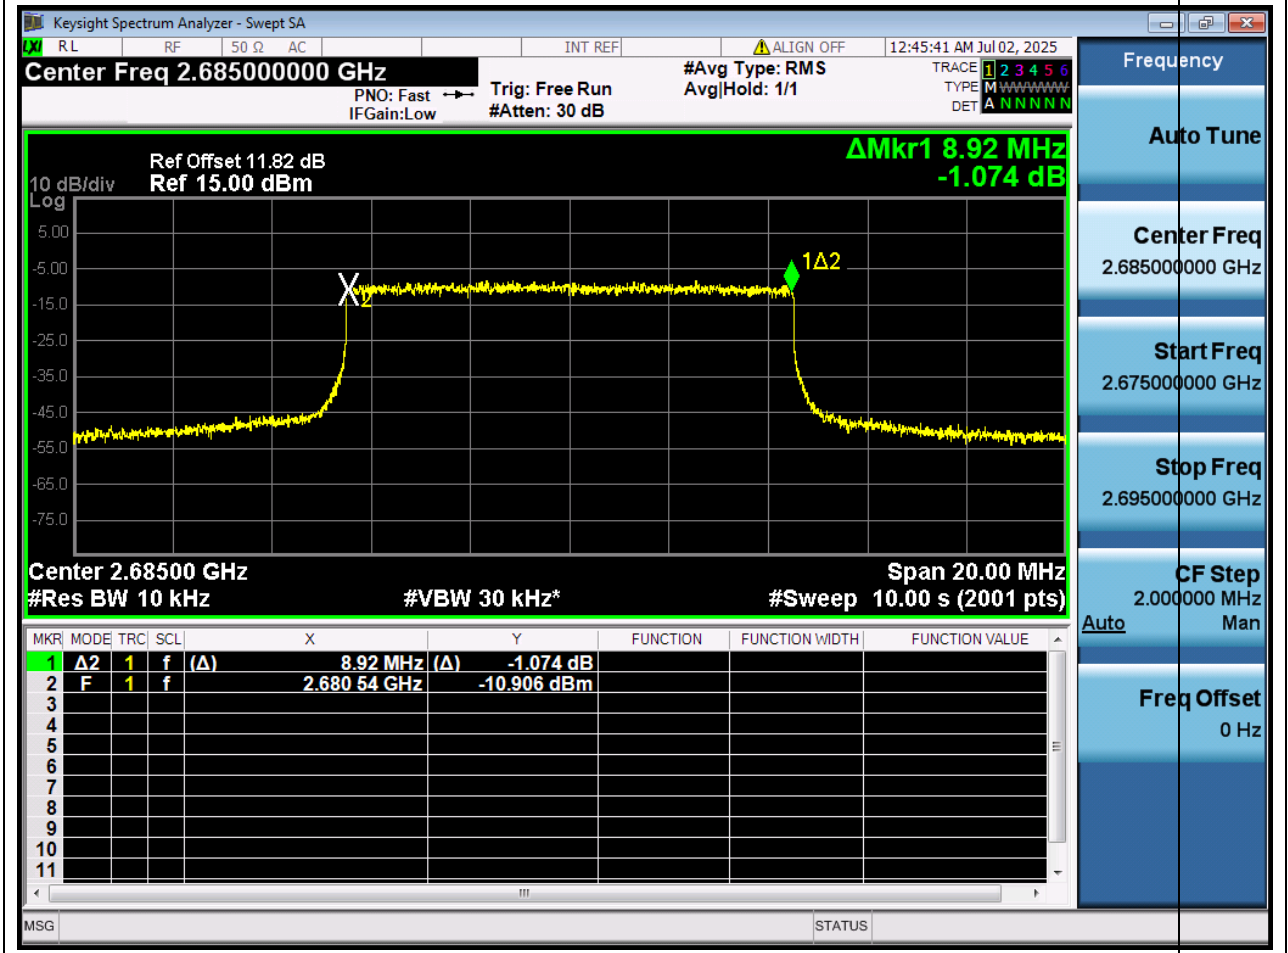 Keysight Spectrum Analyzer - Swept SA
LXI RL RF 50 Ω AC INT REF ALIGN OFF 12:45:41 AM Jul 02, 2025
Center Freq 2.685000000 GHz
PNO: Fast
IFGain:Low
Trig: Free Run
#Atten: 30 dB
#Avg Type: RMS
Avg|Hold: 1/1
TRACE 1 2 3 4 5 6
TYPE M W W W W W
DET A N N N N N
ΔMkr1 8.92 MHz
-1.074 dB
Ref Offset 11.82 dB
10 dB/div Ref 15.00 dBm
Log
5.00
-5.00
-15.0
-25.0
-35.0
-45.0
-55.0
-65.0
-75.0
1Δ2
2
Center 2.68500 GHz Span 20.00 MHz
#Res BW 10 kHz #VBW 30 kHz* #Sweep 10.00 s (2001 pts)
MKR MODE TRC SCL X Y FUNCTION FUNCTION WIDTH FUNCTION VALUE
1 Δ2 1 f (Δ) 8.92 MHz (Δ) -1.074 dB
2 F 1 f 2.680 54 GHz -10.906 dBm
3
4
5
6
7
8
9
10
11
MSG STATUS
Frequency
Auto Tune
Center Freq
2.685000000 GHz
Start Freq
2.675000000 GHz
Stop Freq
2.695000000 GHz
CF Step
2.000000 MHz
Auto Man
Freq Offset
0 Hz